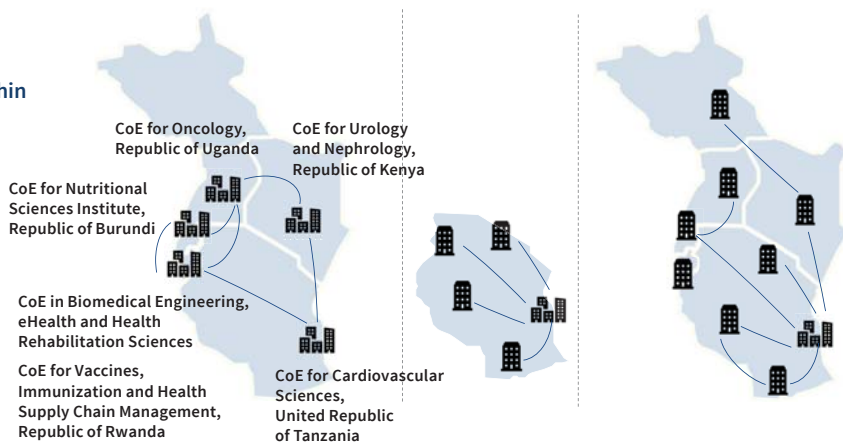 hin
CoE for Oncology,
Republic of Uganda
CoE for Urology
and Nephrology,
Republic of Kenya
CoE for Nutritional
Sciences Institute,
Republic of Burundi
CoE in Biomedical Engineering,
eHealth and Health
Rehabilitation Sciences
CoE for Vaccines,
Immunization and Health
Supply Chain Management,
Republic of Rwanda
CoE for Cardiovascular
Sciences,
United Republic
of Tanzania